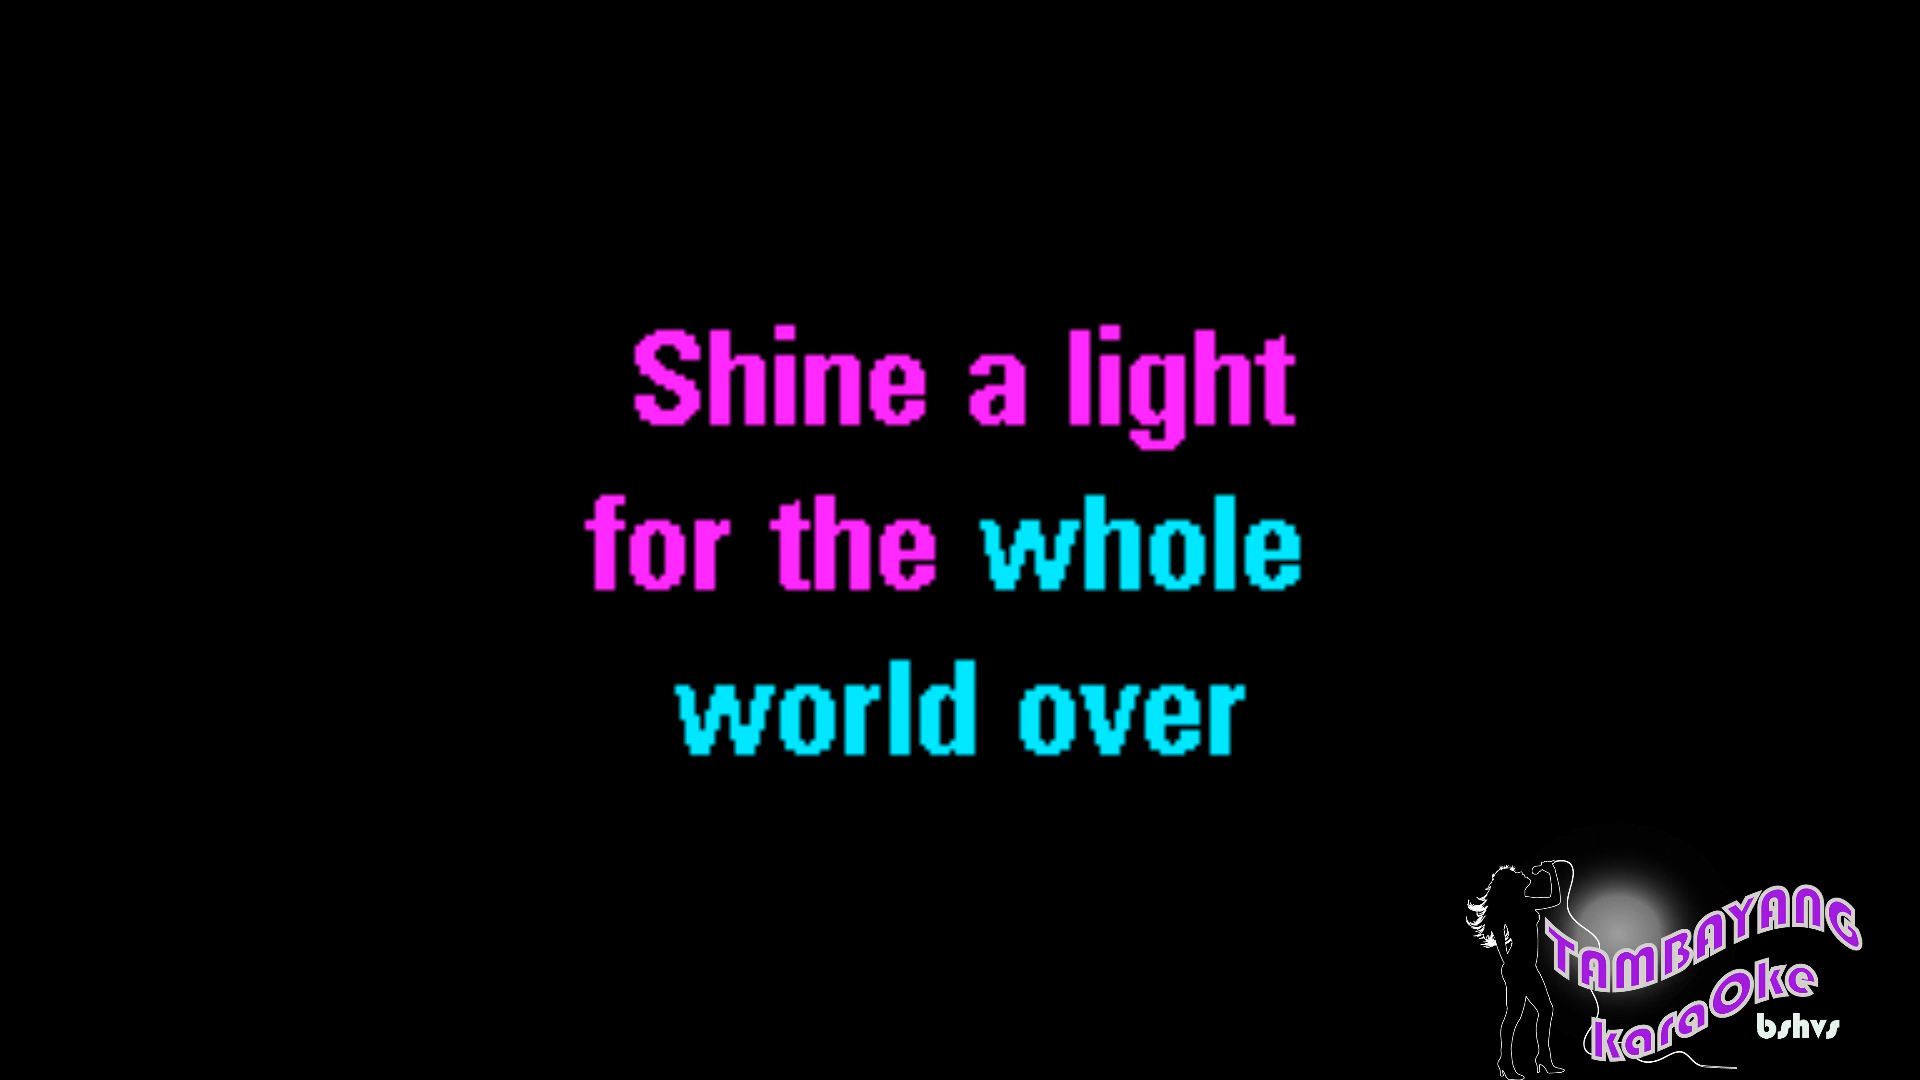 Shine a light
for the whole
world over
TAMBAYANG
karaOke
bshvs